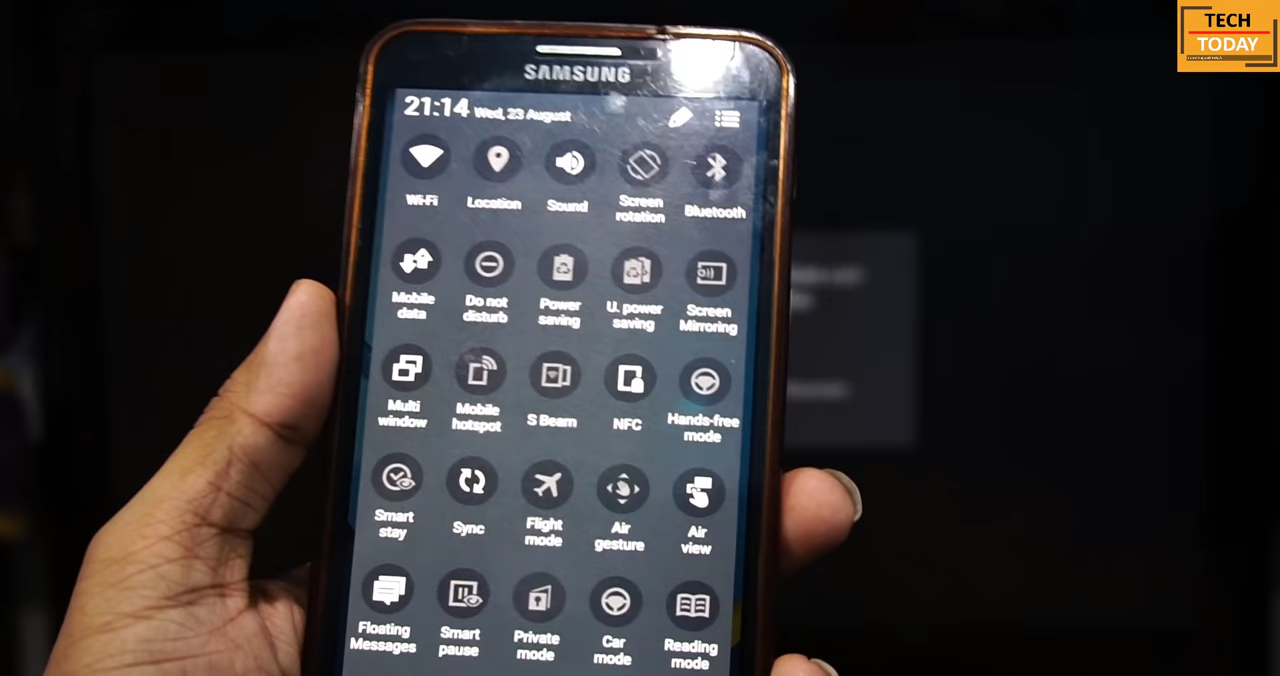 TECH
TODAY
SAMSUNG
21:14 Wed, 23 August
Wi-Fi
Location
Sound
Screen
rotation
Bluetooth
Mobile
data
Do not
disturb
Power
saving
U. power
saving
Screen
Mirroring
Multi
window
Mobile
hotspot
S Beam
NFC
Hands-free
mode
Smart
stay
Sync
Flight
mode
Air
gesture
Air
view
Floating
Messages
Smart
pause
Private
mode
Car
mode
Reading
mode